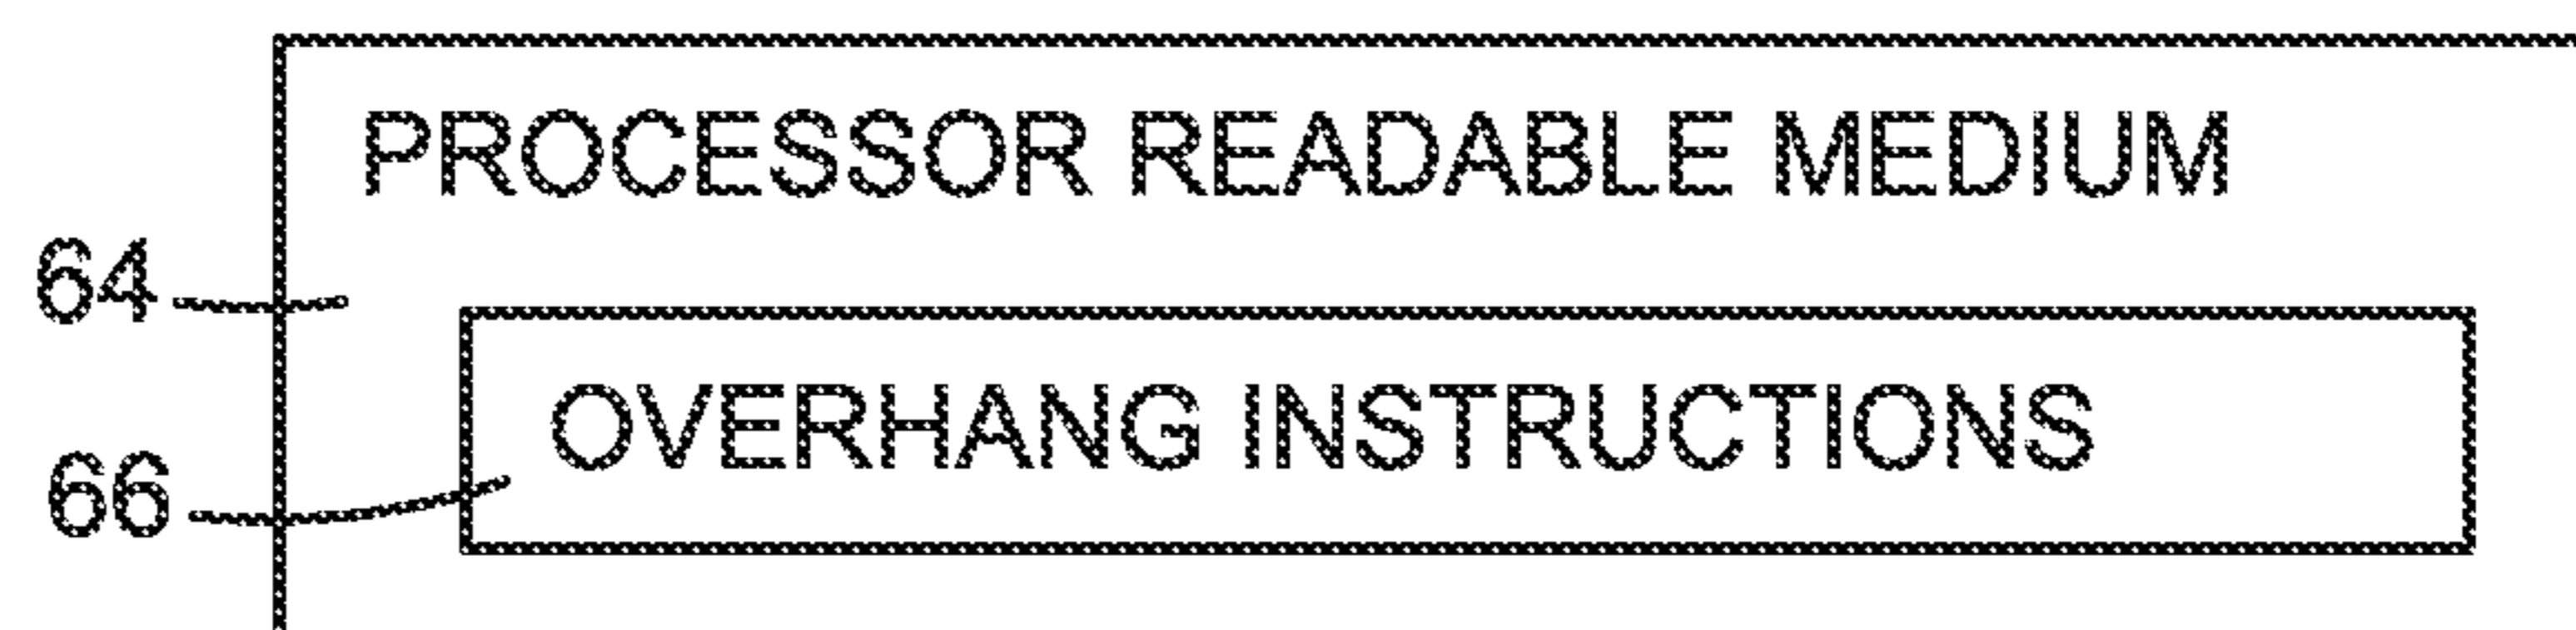 PROCESSOR READABLE MEDIUM
64
OVERHANG INSTRUCTIONS
66